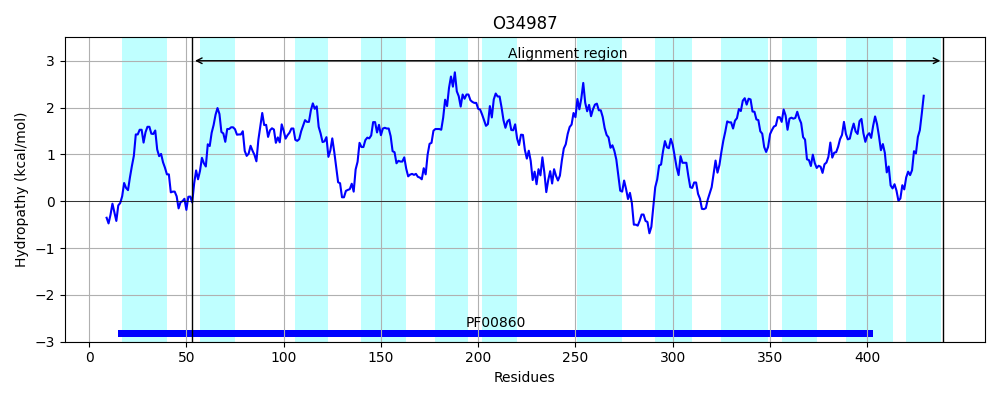 O34987
Alignment region
PF00860
3
2
1
0
−1
−2
−3
0 50 100 150 200 250 300 350 400
Hydropathy (kcal/mol)
Residues